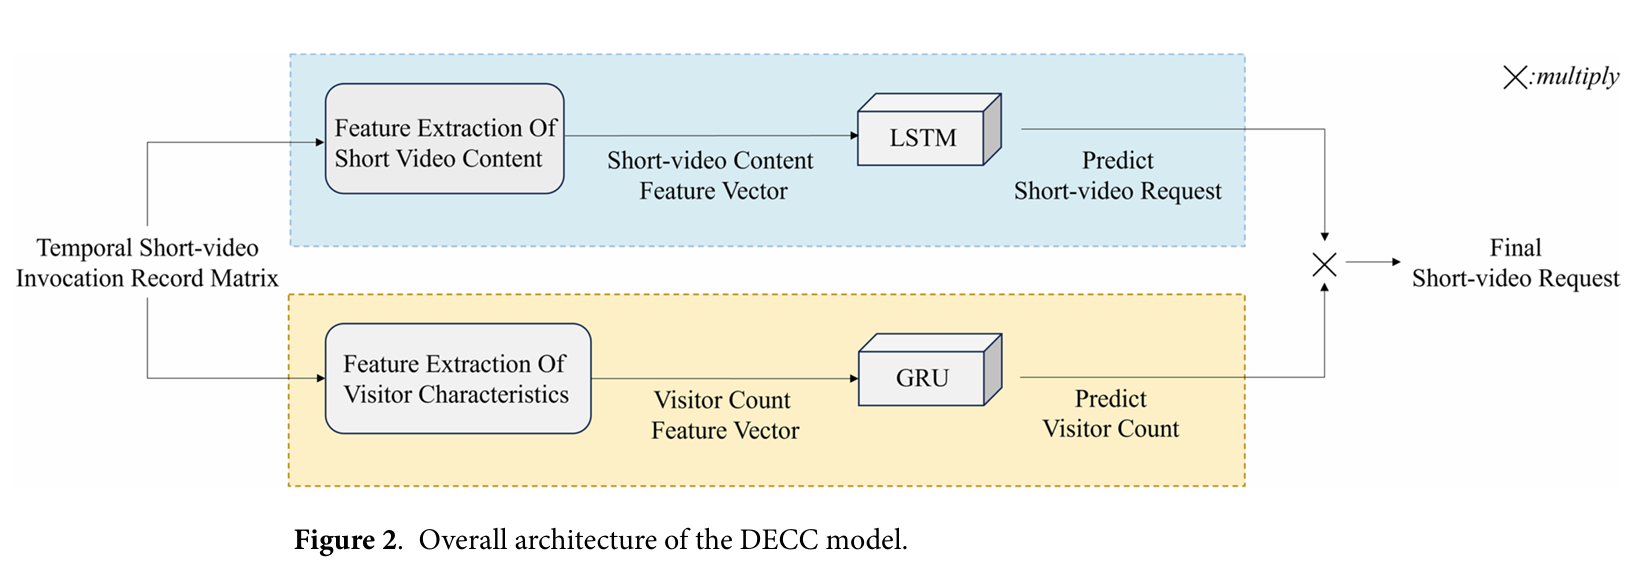 ×:multiply
Feature Extraction Of
Short Video Content
Short-video Content
Feature Vector
LSTM
Predict
Short-video Request
Temporal Short-video
Invocation Record Matrix
×
Final
Short-video Request
Feature Extraction Of
Visitor Characteristics
Visitor Count
Feature Vector
GRU
Predict
Visitor Count
Figure 2. Overall architecture of the DECC model.